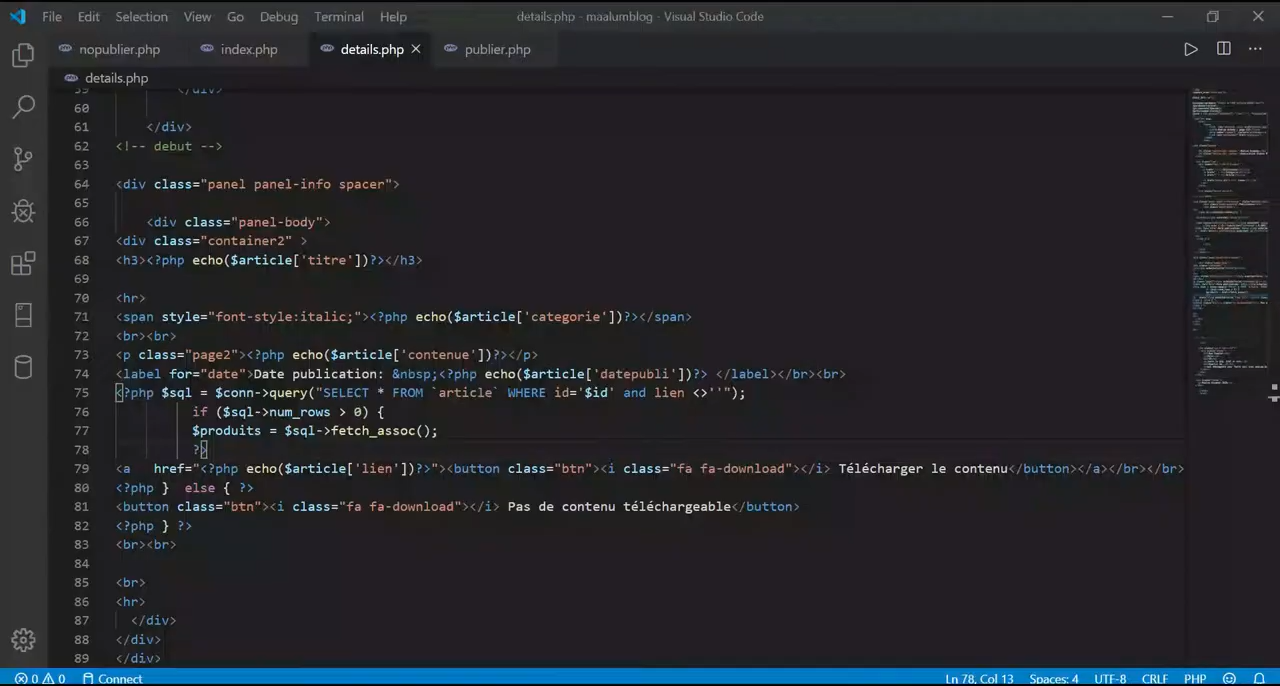 File Edit Selection View Go Debug Terminal Help details.php - maalumblog - Visual Studio Code
nopublier.php index.php details.php publier.php
details.php
59 </div>
60
61 </div>
62 <!-- debut -->
63
64 <div class="panel panel-info spacer">
65
66 <div class="panel-body">
67 <div class="container2" >
68 <h3><?php echo($article['titre'])?></h3>
69
70 <hr>
71 <span style="font-style:italic;"><?php echo($article['categorie'])?></span>
72 <br><br>
73 <p class="page2"><?php echo($article['contenue'])?></p>
74 <label for="date">Date publication: &nbsp;<?php echo($article['datepubli'])?> </label></br><br>
75 <?php $sql = $conn->query("SELECT * FROM `article` WHERE id='$id' and lien <>''");
76 if ($sql->num_rows > 0) {
77 $produits = $sql->fetch_assoc();
78 ?>
79 <a href="<?php echo($article['lien'])?>"><button class="btn"><i class="fa fa-download"></i> Télécharger le contenu</button></a></br></br>
80 <?php } else { ?>
81 <button class="btn"><i class="fa fa-download"></i> Pas de contenu téléchargeable</button>
82 <?php } ?>
83 <br><br>
84
85 <br>
86 <hr>
87 </div>
88 </div>
89 </div>
0 0 Connect Ln 78, Col 13 Spaces: 4 UTF-8 CRLF PHP